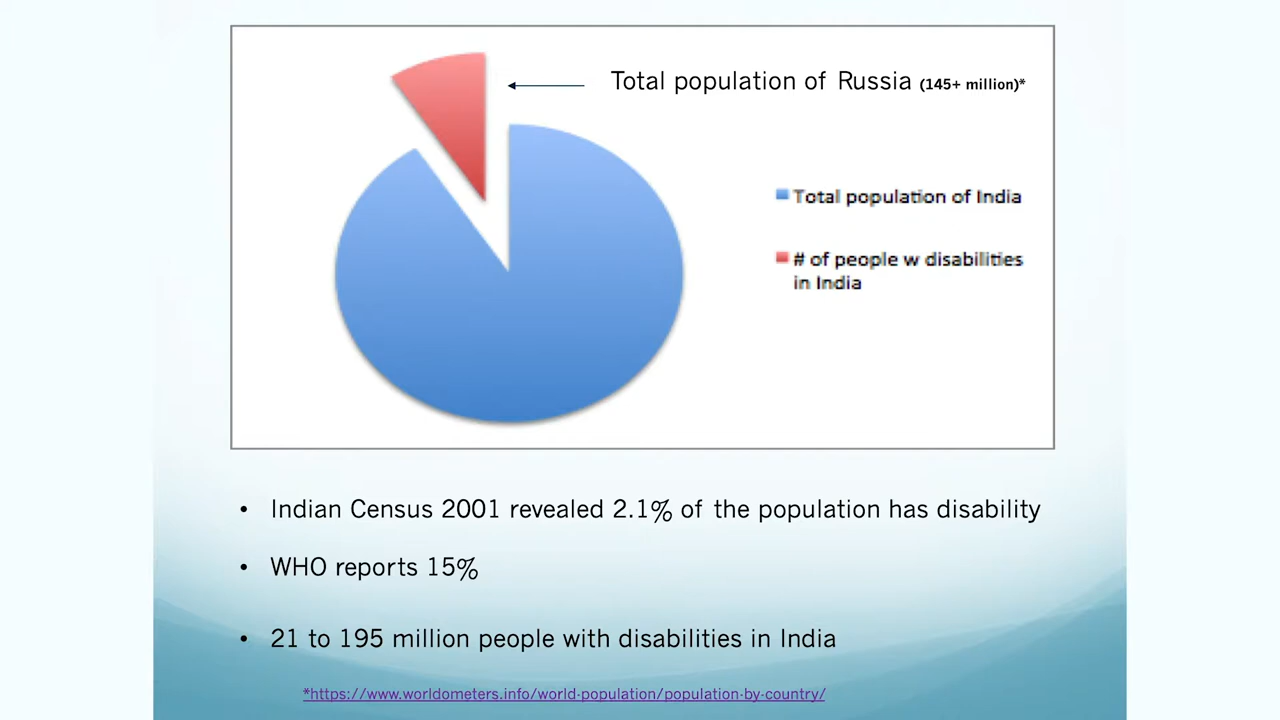 Total population of Russia (145+ million)*
Total population of India
# of people w disabilities
in India
• Indian Census 2001 revealed 2.1% of the population has disability
• WHO reports 15%
• 21 to 195 million people with disabilities in India
*https://www.worldometers.info/world-population/population-by-country/